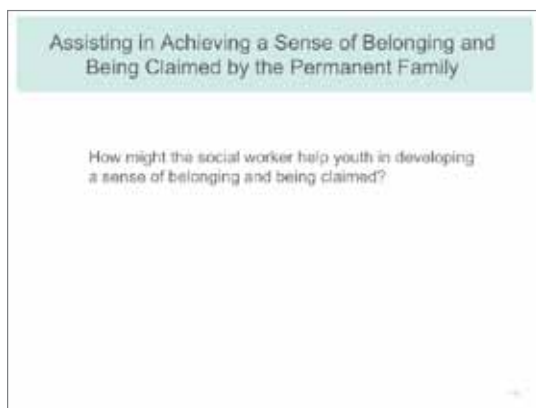 Assisting in Achieving a Sense of Belonging and
Being Claimed by the Permanent Family
How might the social worker help youth in developing
a sense of belonging and being claimed?